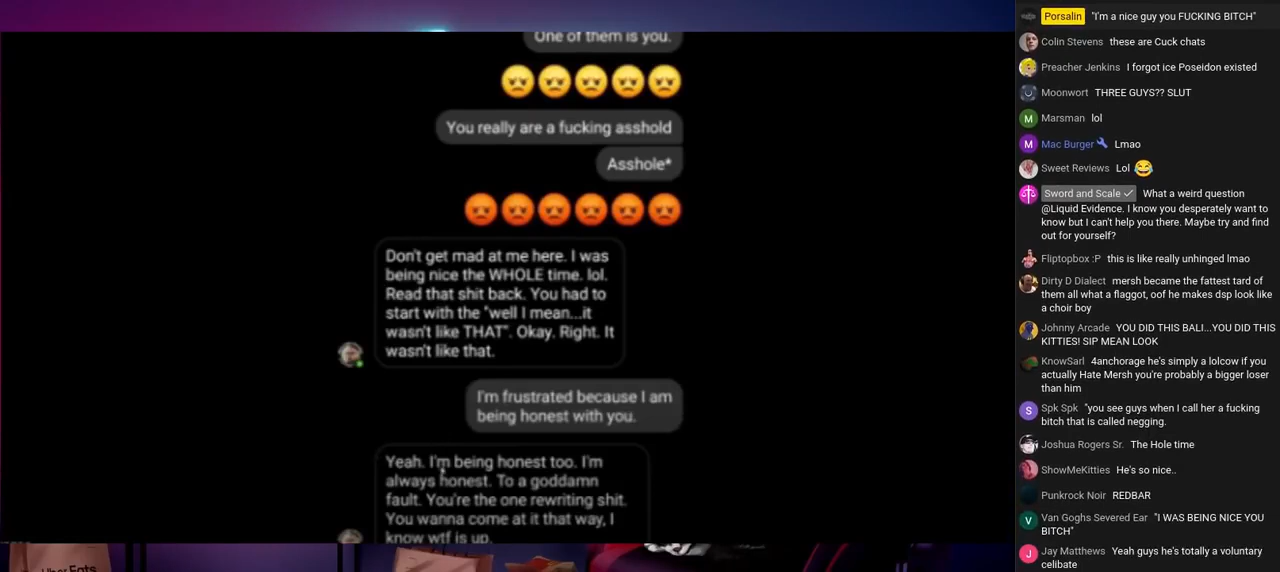 One of them is you.
You really are a fucking asshold
Asshole*
Don't get mad at me here. I was
being nice the WHOLE time. lol.
Read that shit back. You had to
start with the "well I mean...it
wasn't like THAT". Okay. Right. It
wasn't like that.
I'm frustrated because I am
being honest with you.
Yeah. I'm being honest too. I'm
always honest. To a goddamn
fault. You're the one rewriting shit.
You wanna come at it that way, I
know wtf is up.
Uber Eats
Porsalin "I'm a nice guy you FUCKING BITCH"
Colin Stevens these are Cuck chats
Preacher Jenkins I forgot ice Poseidon existed
Moonwort THREE GUYS?? SLUT
M Marsman lol
M Mac Burger Lmao
Sweet Reviews Lol 😂
Sword and Scale ✓ What a weird question
@Liquid Evidence. I know you desperately want to
know but I can't help you there. Maybe try and find
out for yourself?
Fliptopbox :P this is like really unhinged lmao
Dirty D Dialect mersh became the fattest tard of
them all what a flaggot, oof he makes dsp look like
a choir boy
Johnny Arcade YOU DID THIS BALI...YOU DID THIS
KITTIES! SIP MEAN LOOK
KnowSarl 4anchorage he's simply a lolcow if you
actually Hate Mersh you're probably a bigger loser
than him
S Spk Spk "you see guys when I call her a fucking
bitch that is called negging.
Joshua Rogers Sr. The Hole time
ShowMeKitties He's so nice..
Punkrock Noir REDBAR
V Van Goghs Severed Ear "I WAS BEING NICE YOU
BITCH"
J Jay Matthews Yeah guys he's totally a voluntary
celibate